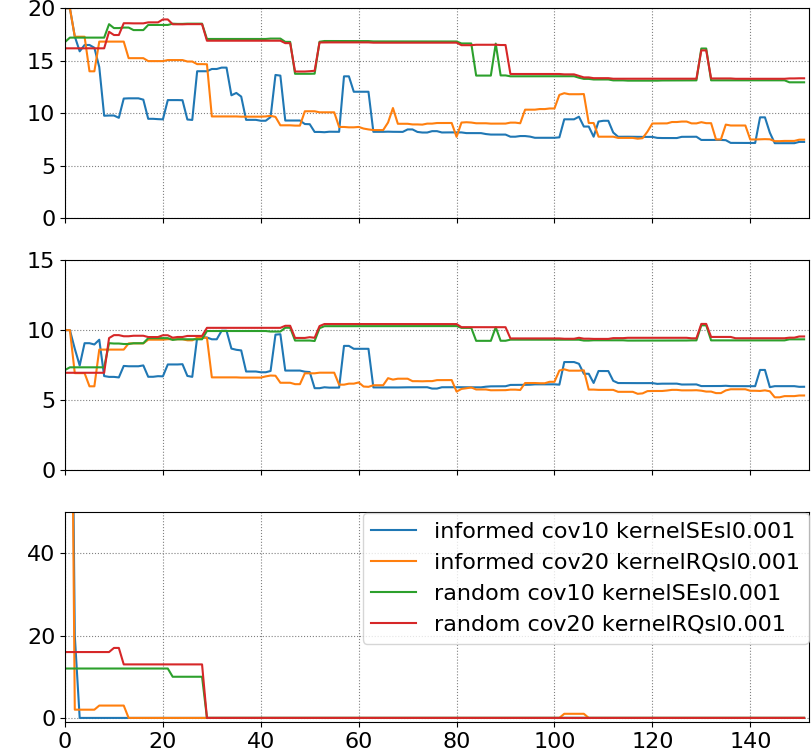 20
15
10
5
0
15
10
5
0
40
20
0
informed cov10 kernelSEsl0.001
informed cov20 kernelRQsl0.001
random cov10 kernelSEsl0.001
random cov20 kernelRQsl0.001
0 20 40 60 80 100 120 140